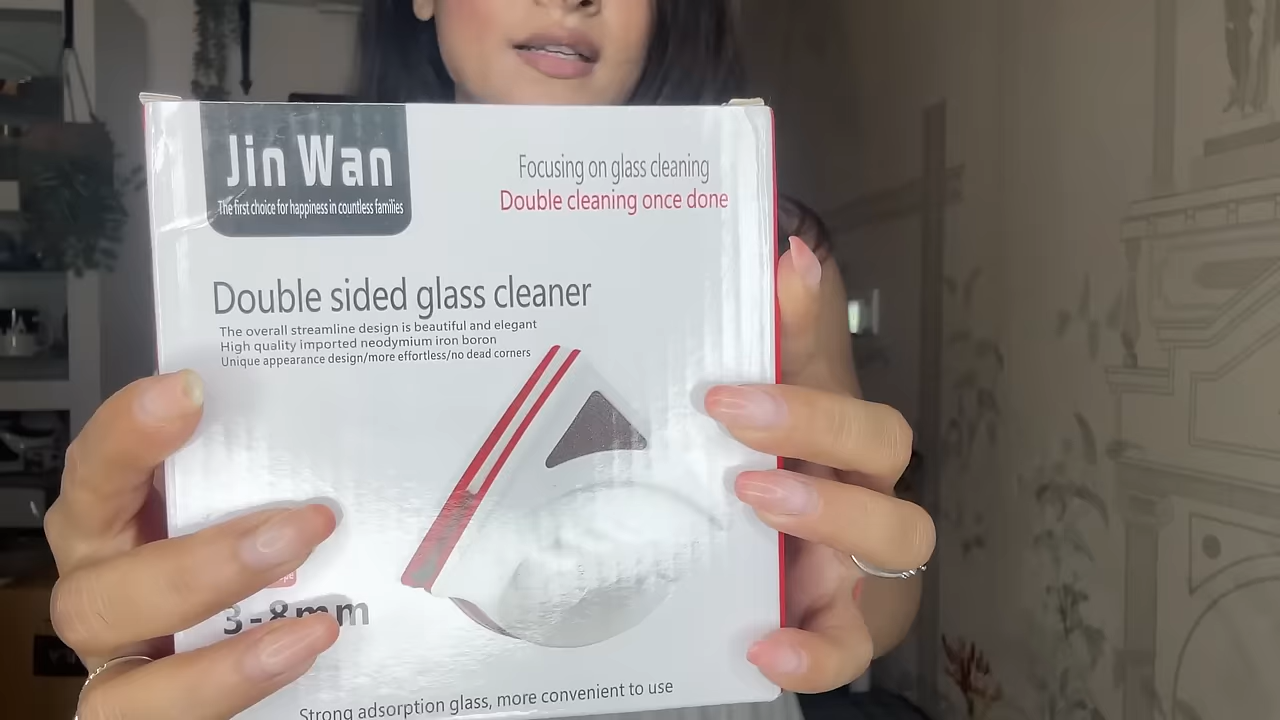 Jin Wan
The first choice for happiness in countless families
Focusing on glass cleaning
Double cleaning once done
Double sided glass cleaner
The overall streamline design is beautiful and elegant
High quality imported neodymium iron boron
Unique appearance design/more effortless/no dead corners
3-8mm
Strong adsorption glass, more convenient to use